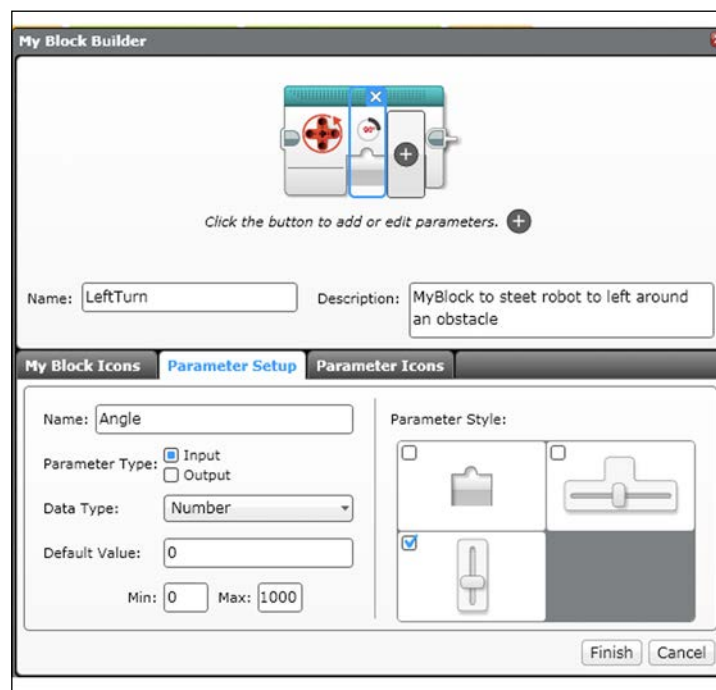 My Block Builder
90°
Click the button to add or edit parameters.
Name: LeftTurn
Description: MyBlock to steet robot to left around
an obstacle
My Block Icons Parameter Setup Parameter Icons
Name: Angle
Parameter Type: Input
Output
Data Type: Number
Default Value: 0
Min: 0 Max: 1000
Parameter Style:
Finish Cancel